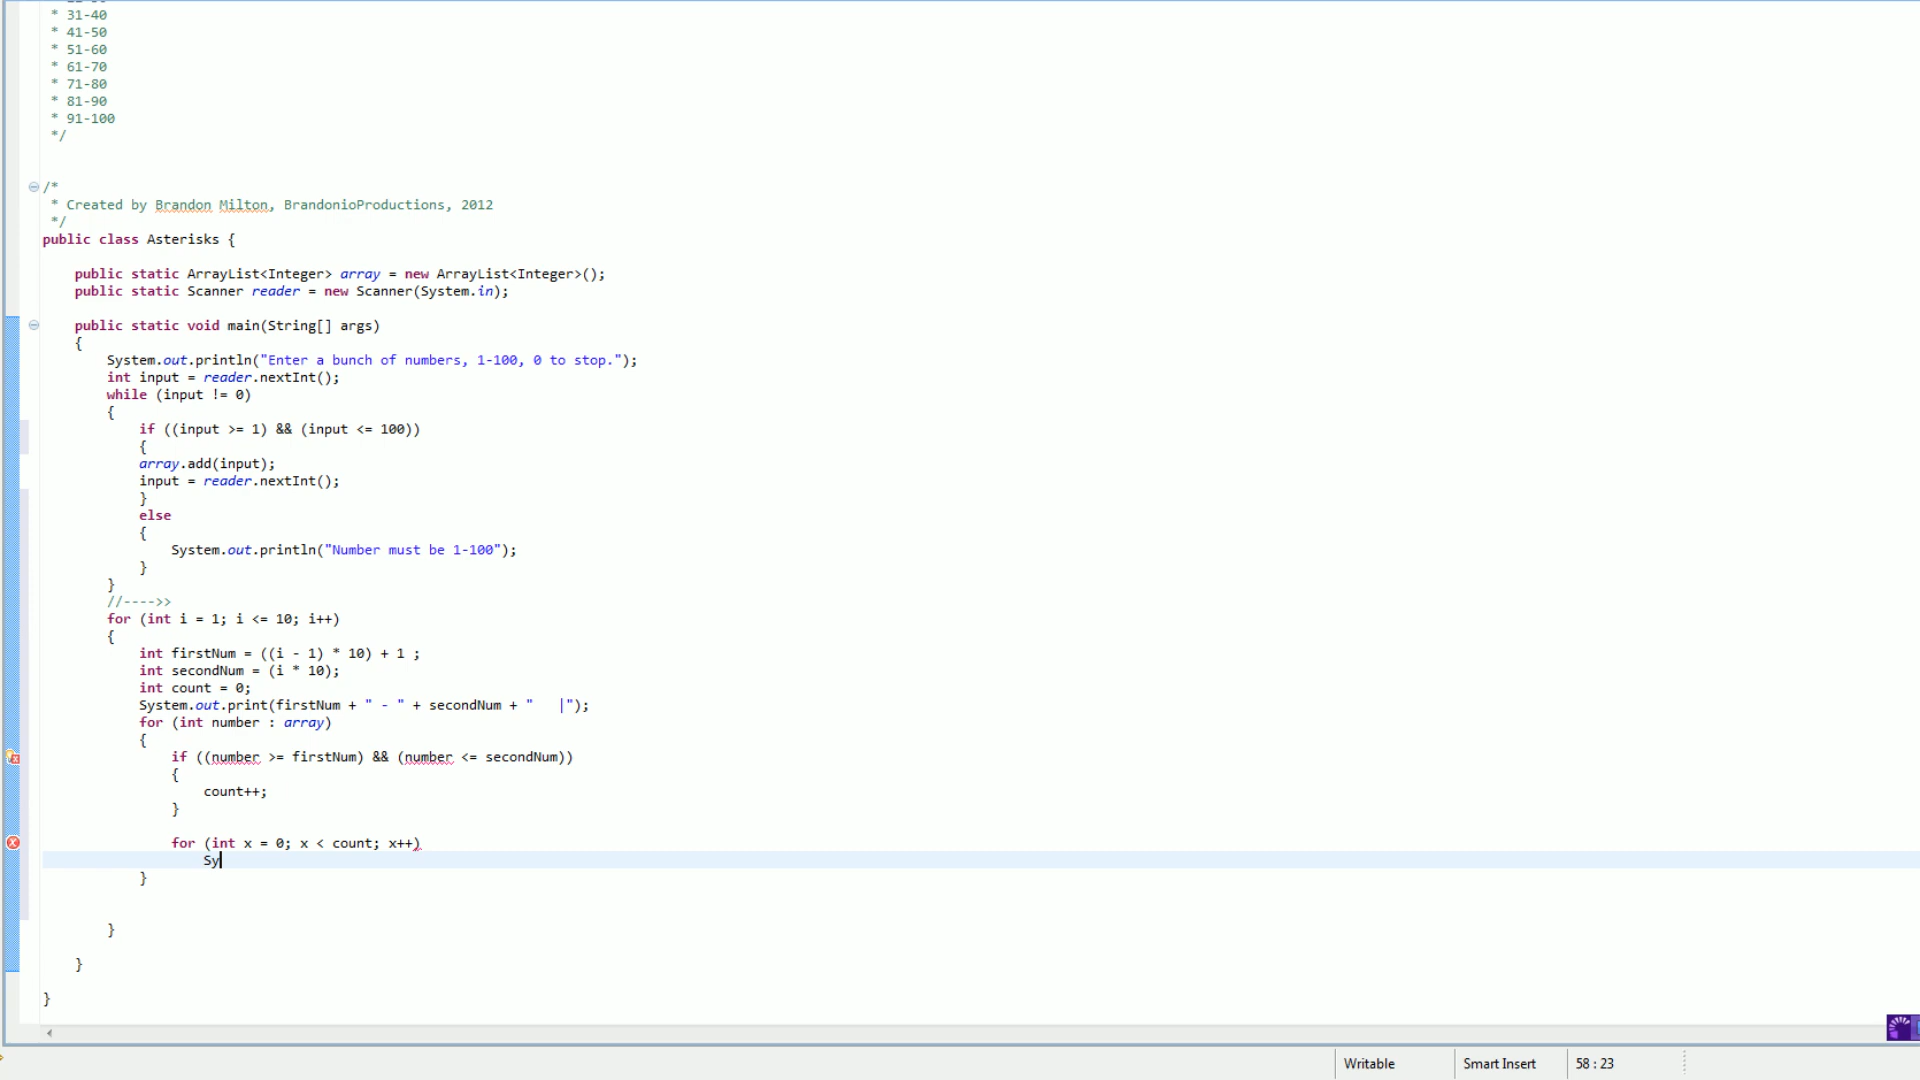 * 31-40
* 41-50
* 51-60
* 61-70
* 71-80
* 81-90
* 91-100
*/
/*
* Created by Brandon Milton, BrandonioProductions, 2012
*/
public class Asterisks {
public static ArrayList<Integer> array = new ArrayList<Integer>();
public static Scanner reader = new Scanner(System.in);
public static void main(String[] args)
{
System.out.println("Enter a bunch of numbers, 1-100, 0 to stop.");
int input = reader.nextInt();
while (input != 0)
{
if ((input >= 1) && (input <= 100))
{
array.add(input);
input = reader.nextInt();
}
else
{
System.out.println("Number must be 1-100");
}
}
//---->>
for (int i = 1; i <= 10; i++)
{
int firstNum = ((i - 1) * 10) + 1 ;
int secondNum = (i * 10);
int count = 0;
System.out.print(firstNum + " - " + secondNum + "   |");
for (int number : array)
{
if ((number >= firstNum) && (number <= secondNum))
{
count++;
}
for (int x = 0; x < count; x++)
Sy
}
}
}
}
Writable Smart Insert 58 : 23